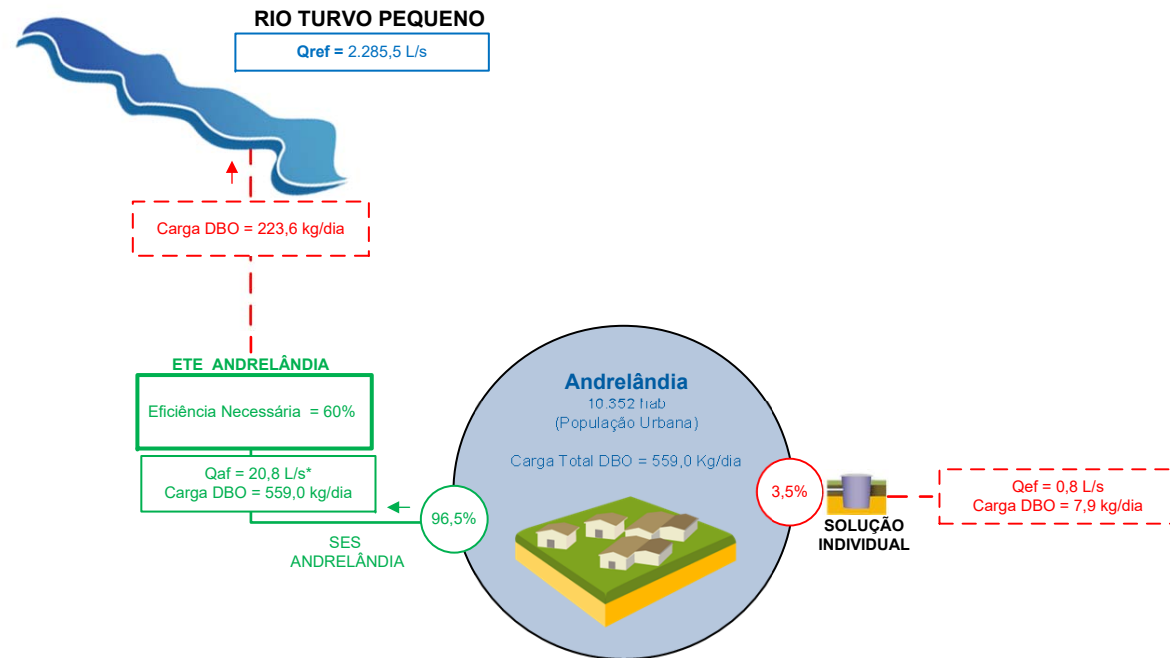 RIO TURVO PEQUENO
Qref = 2.285,5 L/s
Carga DBO = 223,6 kg/dia
ETE ANDRELÂNDIA
Eficiência Necessária = 60%
Qaf = 20,8 L/s*
Carga DBO = 559,0 kg/dia
96,5%
SES
ANDRELÂNDIA
Andrelândia
10.352 hab
(População Urbana)
Carga Total DBO = 559,0 Kg/dia
3,5%
SOLUÇÃO
INDIVIDUAL
Qef = 0,8 L/s
Carga DBO = 7,9 kg/dia